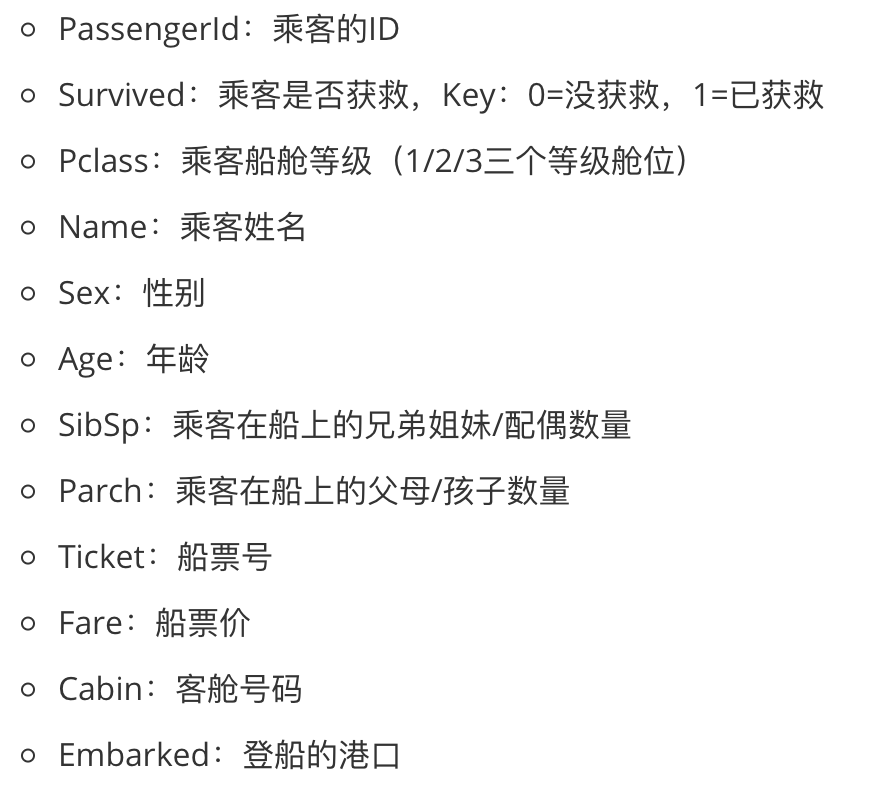 PassengerId：乘客的ID
Survived：乘客是否获救，Key：0=没获救，1=已获救
Pclass：乘客船舱等级（1/2/3三个等级舱位）
Name：乘客姓名
Sex：性别
Age：年龄
SibSp：乘客在船上的兄弟姐妹/配偶数量
Parch：乘客在船上的父母/孩子数量
Ticket：船票号
Fare：船票价
Cabin：客舱号码
Embarked：登船的港口